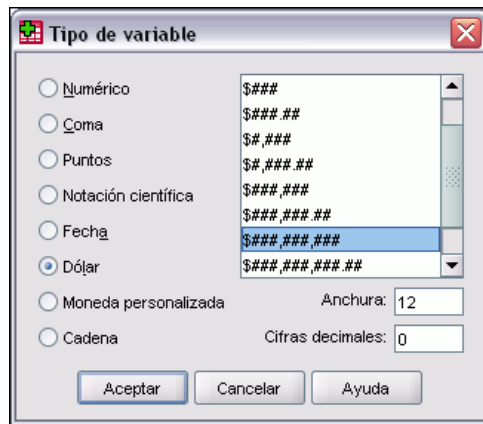 Tipo de variable
Numérico
Coma
Puntos
Notación científica
Fecha
Dólar
Moneda personalizada
Cadena
$###
$###.##
$#,###
$#,###.##
$###,###
$###,###.##
$###,###,###
$###,###,###.##
Anchura: 12
Cifras decimales: 0
Aceptar
Cancelar
Ayuda